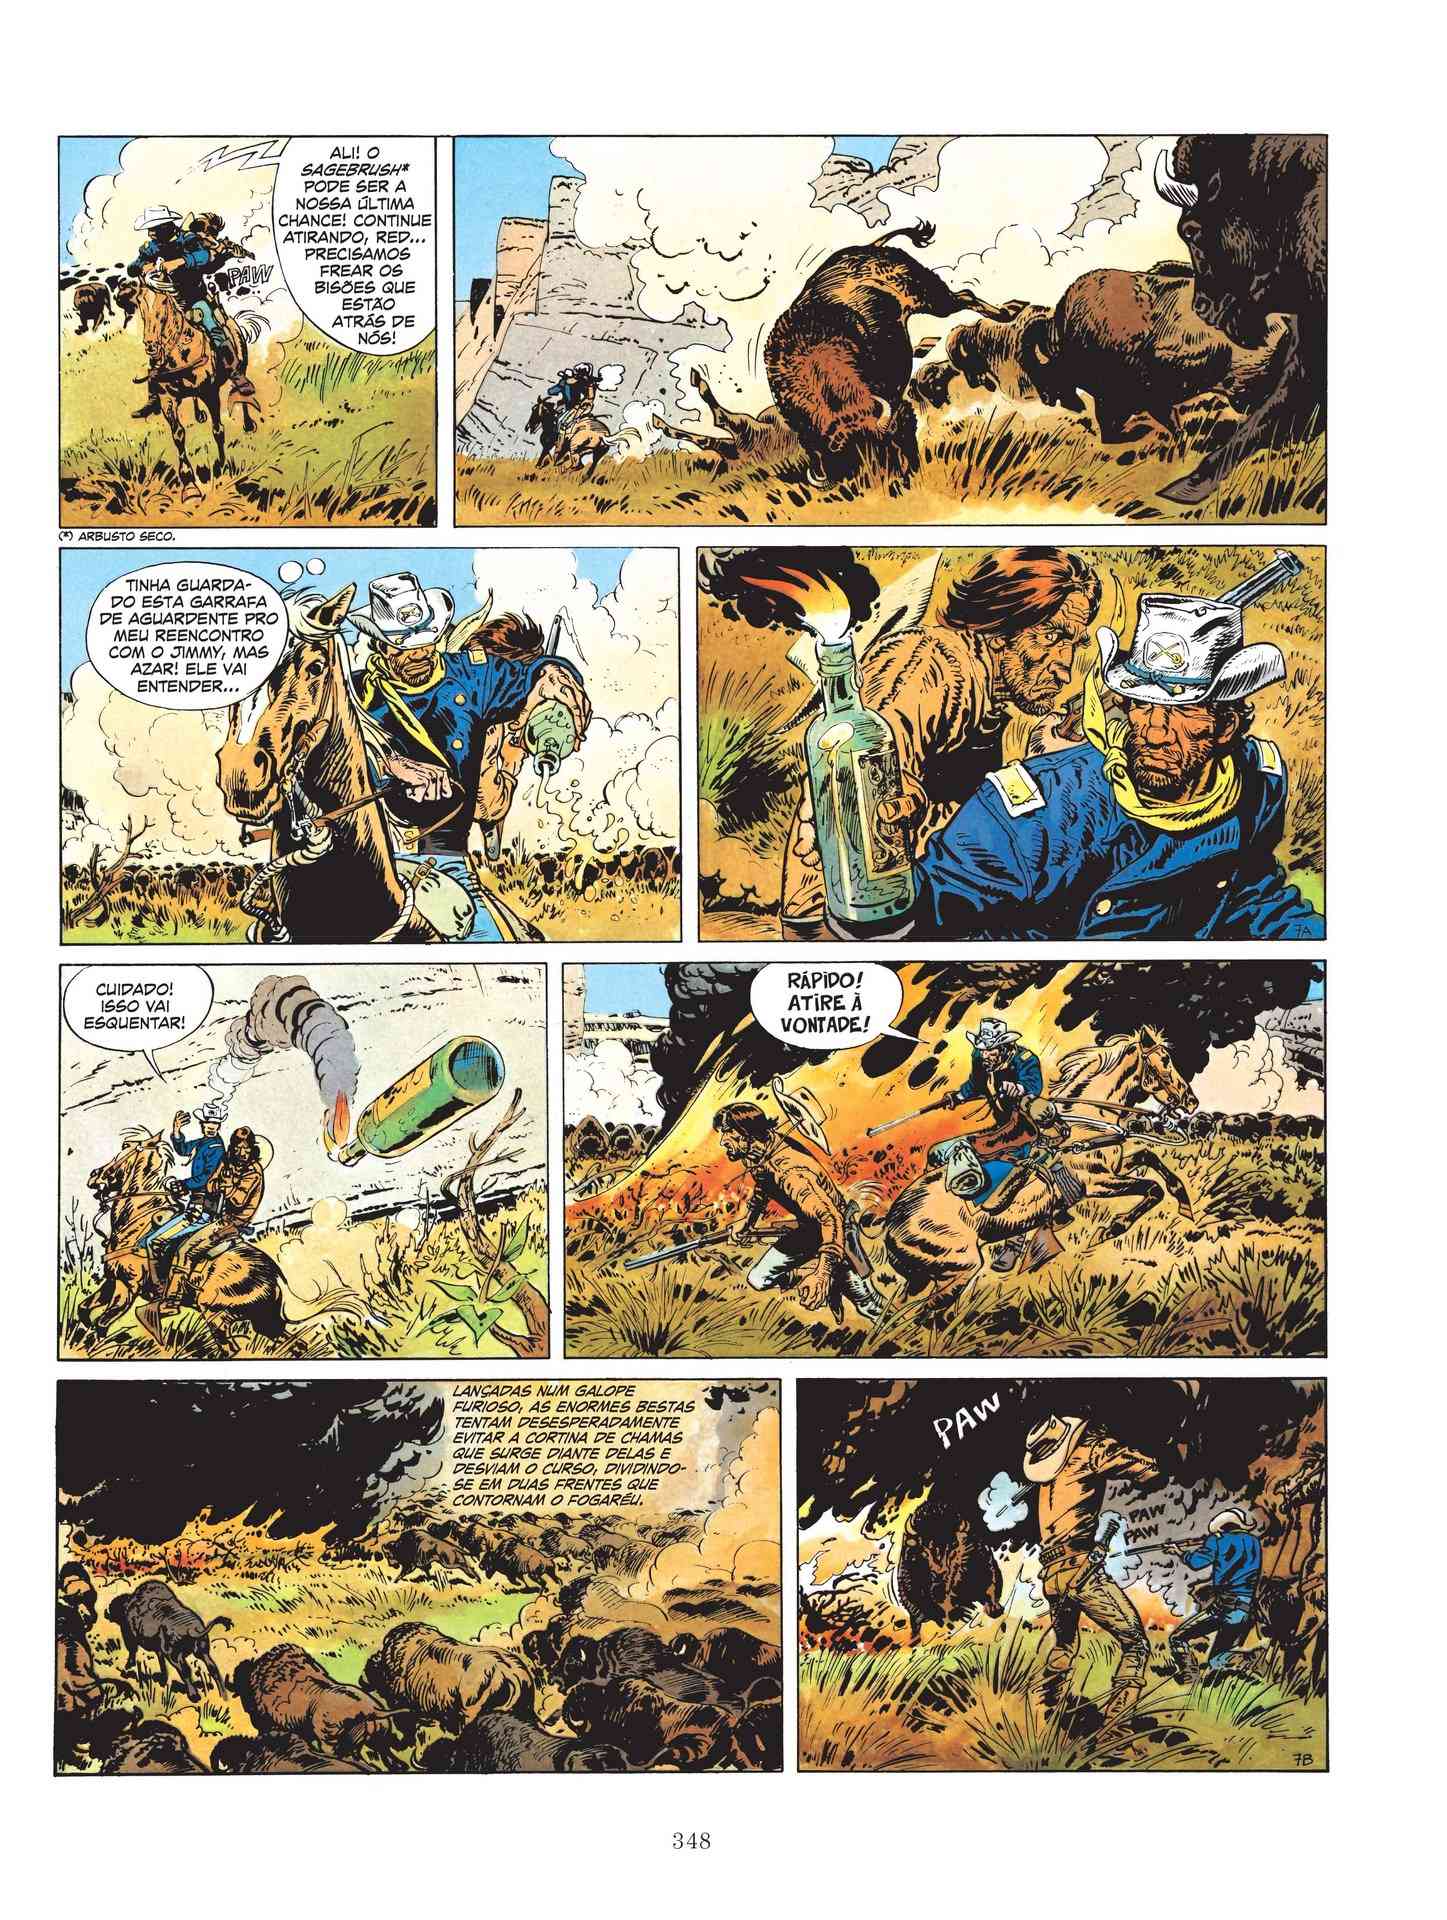 ALI! O
SAGEBRUSH*
PODE SER A
NOSSA ÚLTIMA
CHANCE! CONTINUE
ATIRANDO, RED...
PRECISAMOS
FREAR OS
BISÕES QUE
ESTÃO
ATRÁS DE
NÓS!
PAW
(*) ARBUSTO SECO.
TINHA GUARDA-
DO ESTA GARRAFA
DE AGUARDENTE PRO
MEU REENCONTRO
COM O JIMMY, MAS
AZAR! ELE VAI
ENTENDER...
7A
CUIDADO!
ISSO VAI
ESQUENTAR!
RÁPIDO!
ATIRE À
VONTADE!
LANÇADAS NUM GALOPE
FURIOSO, AS ENORMES BESTAS
TENTAM DESESPERADAMENTE
EVITAR A CORTINA DE CHAMAS
QUE SURGE DIANTE DELAS E
DESVIAM O CURSO, DIVIDINDO-
SE EM DUAS FRENTES QUE
CONTORNAM O FOGARÉU.
PAW
PAW
PAW
7B
348